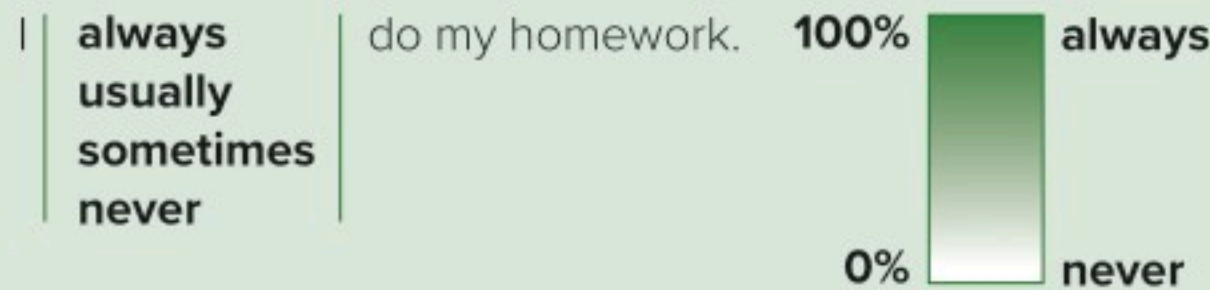 I always do my homework. 100% always
usually
sometimes
never
0% never